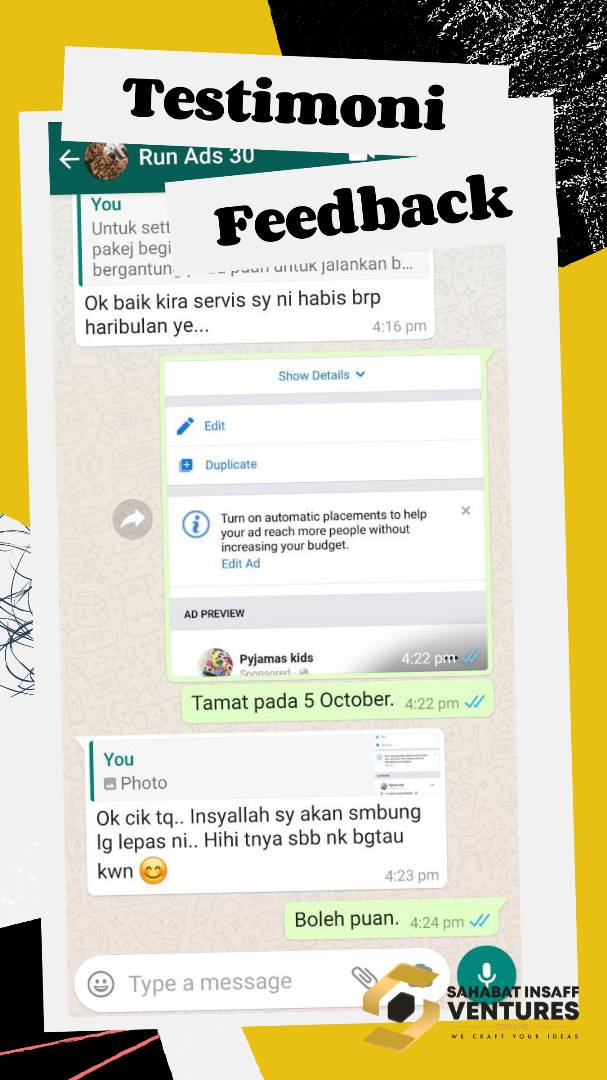 Testimoni
Feedback
Run Ads 30
You
Untuk sett
pakej begi
bergantung untuk jalankan b...
Ok baik kira servis sy ni habis brp
haribulan ye...
4:16 pm
Show Details
Edit
Duplicate
Turn on automatic placements to help
your ad reach more people without
increasing your budget.
Edit Ad
AD PREVIEW
Pyjamas kids
Sponsored
4:22 pm
Tamat pada 5 October.
4:22 pm
You
Photo
Ok cik tq.. Insyallah sy akan smbung
lg lepas ni.. Hihi tnya sbb nk bgtau
kwn 😊
4:23 pm
Boleh puan.
4:24 pm
Type a message
SAHABAT INSAFF
VENTURES
SDN BHD
WE CRAFT YOUR IDEAS